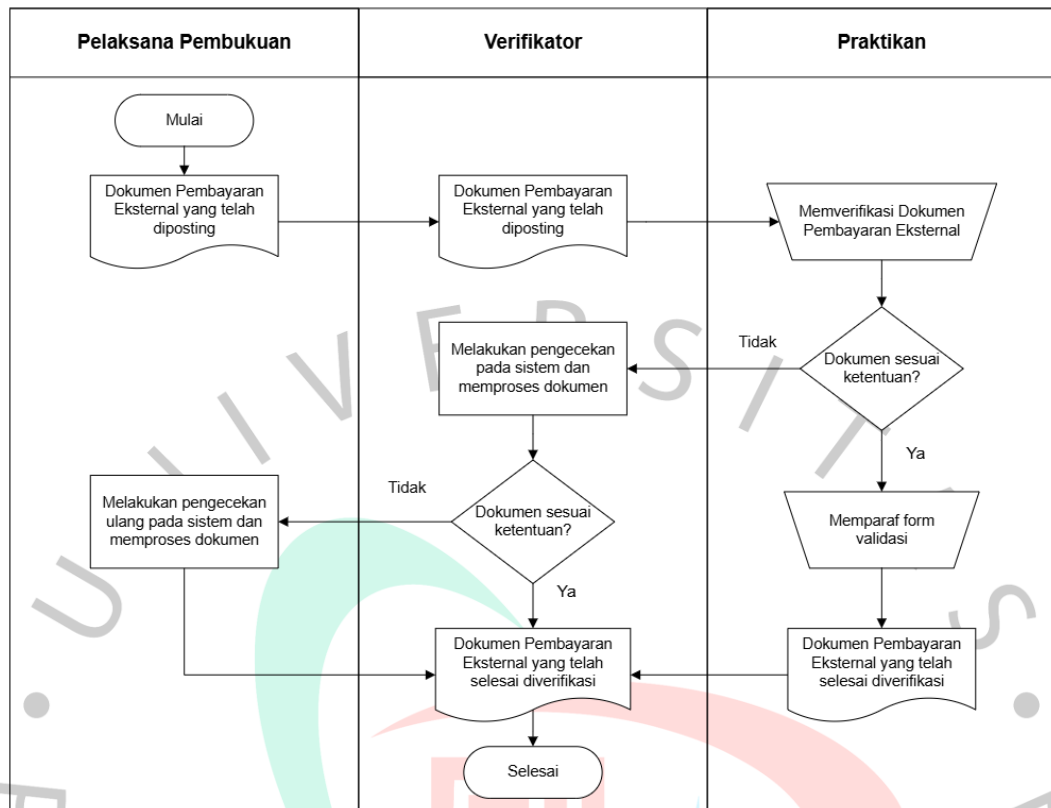 Pelaksana Pembukuan
Verifikator
Praktikan
Mulai
Dokumen Pembayaran
Eksternal yang telah
diposting
Dokumen Pembayaran
Eksternal yang telah
diposting
Memverifikasi Dokumen
Pembayaran Eksternal
Dokumen sesuai
ketentuan?
Tidak
Ya
Melakukan pengecekan
pada sistem dan
memproses dokumen
Dokumen sesuai
ketentuan?
Tidak
Ya
Melakukan pengecekan
ulang pada sistem dan
memproses dokumen
Memparaf form
validasi
Dokumen Pembayaran
Eksternal yang telah
selesai diverifikasi
Dokumen Pembayaran
Eksternal yang telah
selesai diverifikasi
Selesai